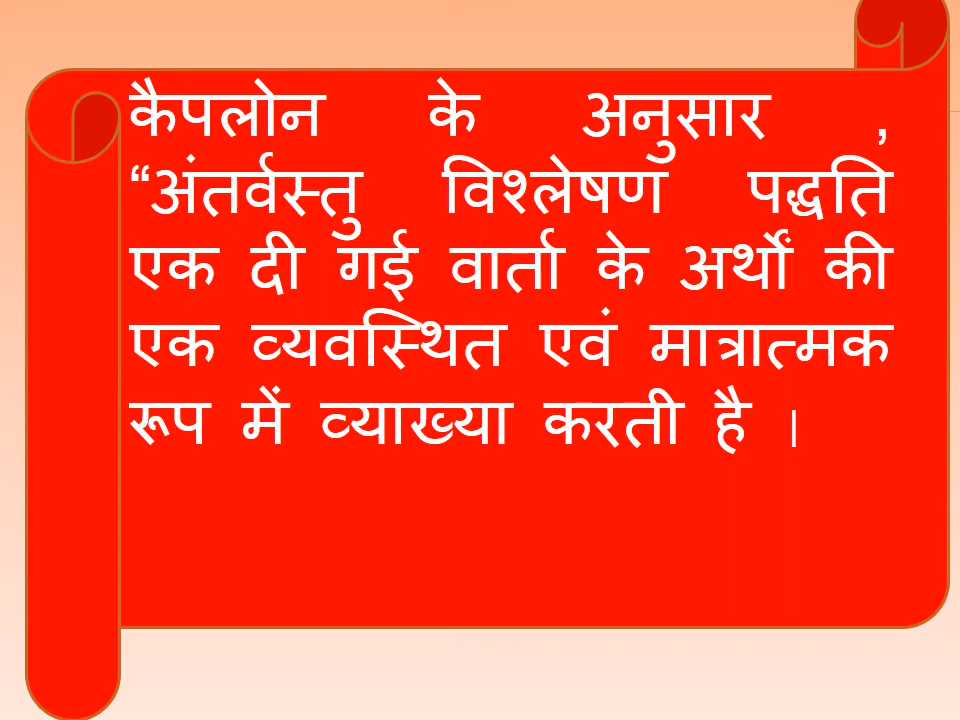 कैपलोन के अनुसार ,
“अंतर्वस्तु विश्लेषण पद्धति
एक दी गई वार्ता के अर्थों की
एक व्यवस्थित एवं मात्रात्मक
रूप में व्याख्या करती है ।